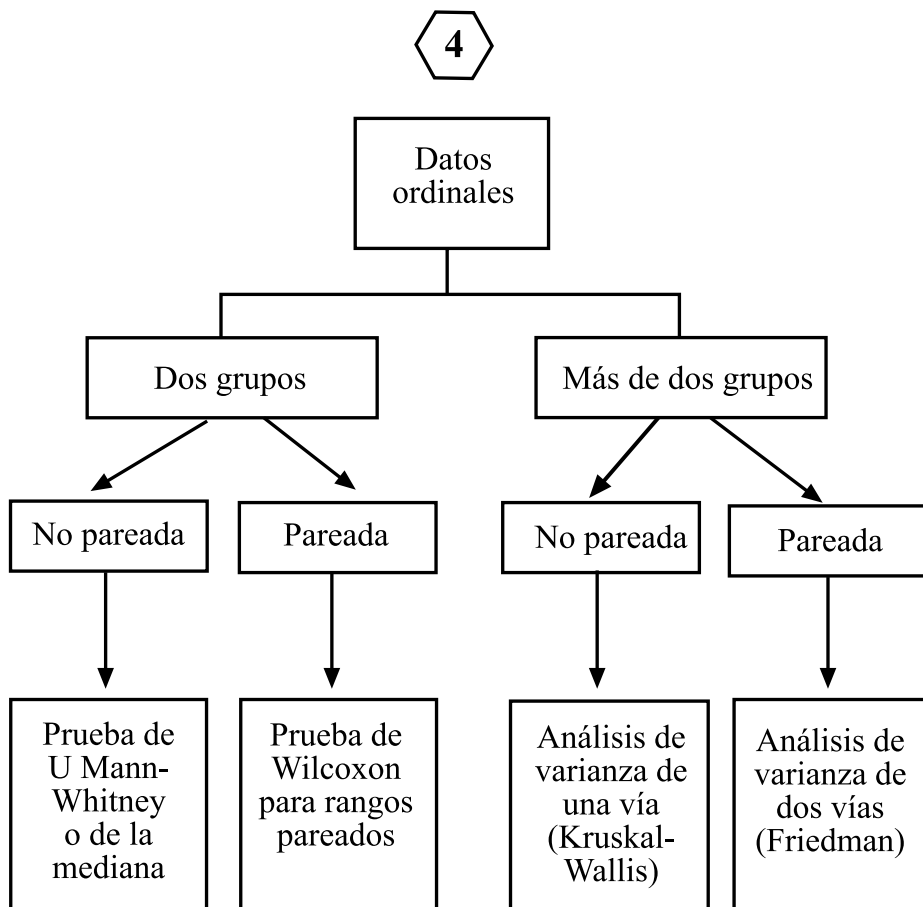 4
Datos
ordinales
Dos grupos
Más de dos grupos
No pareada
Pareada
No pareada
Pareada
Prueba de
U Mann-
Whitney
o de la
mediana
Prueba de
Wilcoxon
para rangos
pareados
Análisis de
varianza de
una vía
(Kruskal-
Wallis)
Análisis de
varianza de
dos vías
(Friedman)